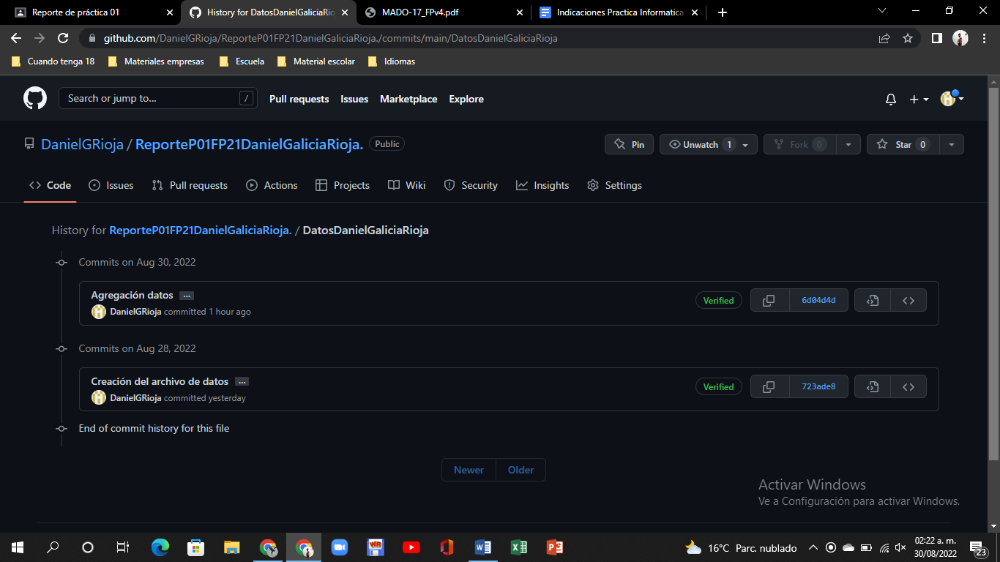 Reporte de práctica 01
History for DatosDanielGaliciaRio
MADO-17_FPv4.pdf
Indicaciones Practica Informatica
github.com/DanielGRioja/ReporteP01FP21DanielGaliciaRioja./commits/main/DatosDanielGaliciaRioja
Cuando tenga 18 Materiales empresas Escuela Material escolar Idiomas
Search or jump to... / Pull requests Issues Marketplace Explore
DanielGRioja / ReporteP01FP21DanielGaliciaRioja. Public Pin Unwatch 1 Fork 0 Star 0
Code Issues Pull requests Actions Projects Wiki Security Insights Settings
History for ReporteP01FP21DanielGaliciaRioja. / DatosDanielGaliciaRioja
Commits on Aug 30, 2022
Agregación datos ...
DanielGRioja committed 1 hour ago
Verified 6d04d4d
Commits on Aug 28, 2022
Creación del archivo de datos ...
DanielGRioja committed yesterday
Verified 723ade8
End of commit history for this file
Newer Older
Activar Windows
Ve a Configuración para activar Windows.
16°C Parc. nublado
02:22 a. m.
30/08/2022
23